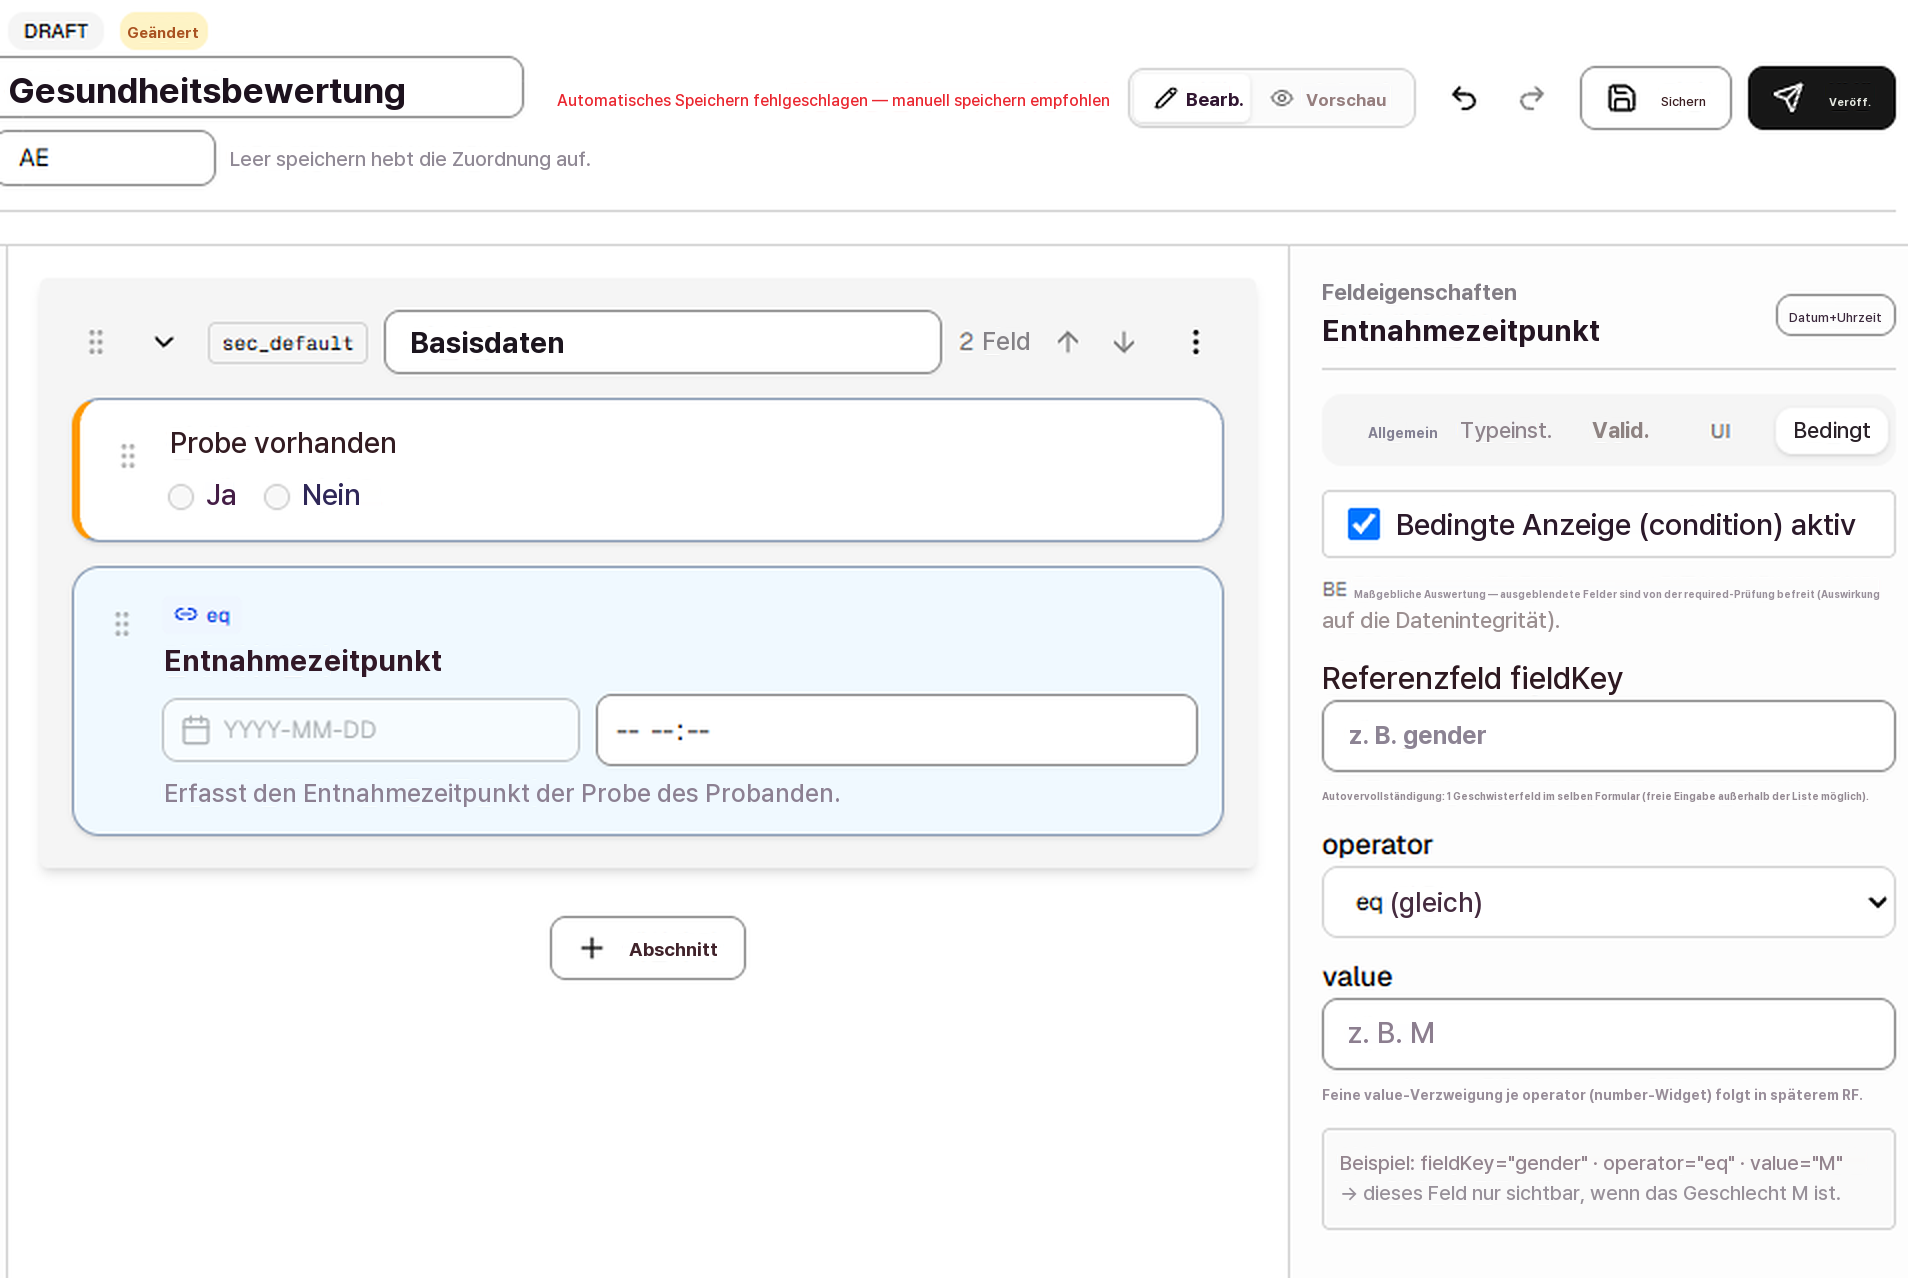 DRAFT Geändert
Gesundheitsbewertung
Automatisches Speichern fehlgeschlagen — manuell speichern empfohlen
Bearb. Vorschau
Sichern
Veröff.
AE
Leer speichern hebt die Zuordnung auf.
sec_default
Basisdaten
2 Feld
Probe vorhanden
Ja Nein
eq
Entnahmezeitpunkt
YYYY-MM-DD
-- --:--
Erfasst den Entnahmezeitpunkt der Probe des Probanden.
Abschnitt
Feldeigenschaften
Entnahmezeitpunkt
Datum+Uhrzeit
Allgemein Typeinst. Valid. UI Bedingt
Bedingte Anzeige (condition) aktiv
BE Maßgebliche Auswertung — ausgeblendete Felder sind von der required-Prüfung befreit (Auswirkung
auf die Datenintegrität).
Referenzfeld fieldKey
z. B. gender
Autovervollständigung: 1 Geschwisterfeld im selben Formular (freie Eingabe außerhalb der Liste möglich).
operator
eq (gleich)
value
z. B. M
Feine value-Verzweigung je operator (number-Widget) folgt in späterem RF.
Beispiel: fieldKey="gender" · operator="eq" · value="M"
→ dieses Feld nur sichtbar, wenn das Geschlecht M ist.